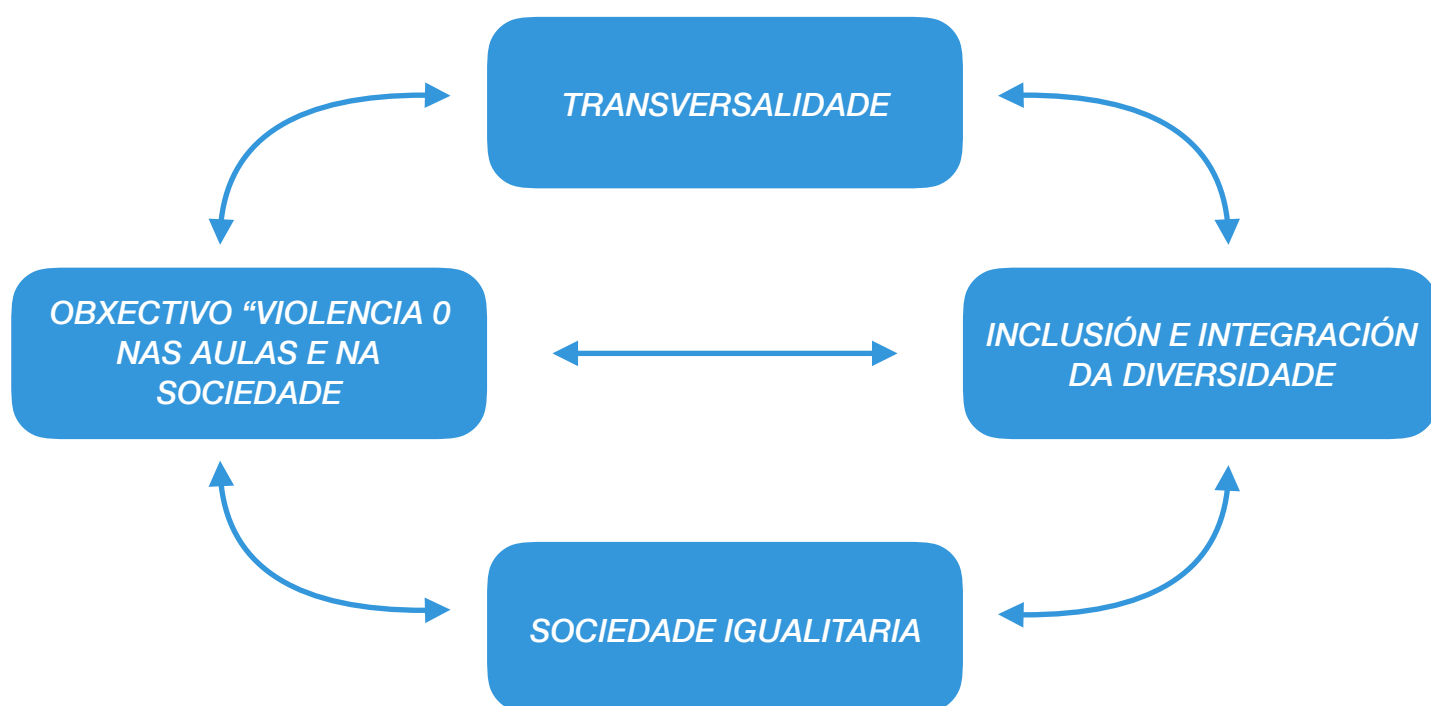 TRANSVERSALIDADE
OBXECTIVO “VIOLENCIA 0
NAS AULAS E NA
SOCIEDADE
INCLUSIÓN E INTEGRACIÓN
DA DIVERSIDADE
SOCIEDADE IGUALITARIA